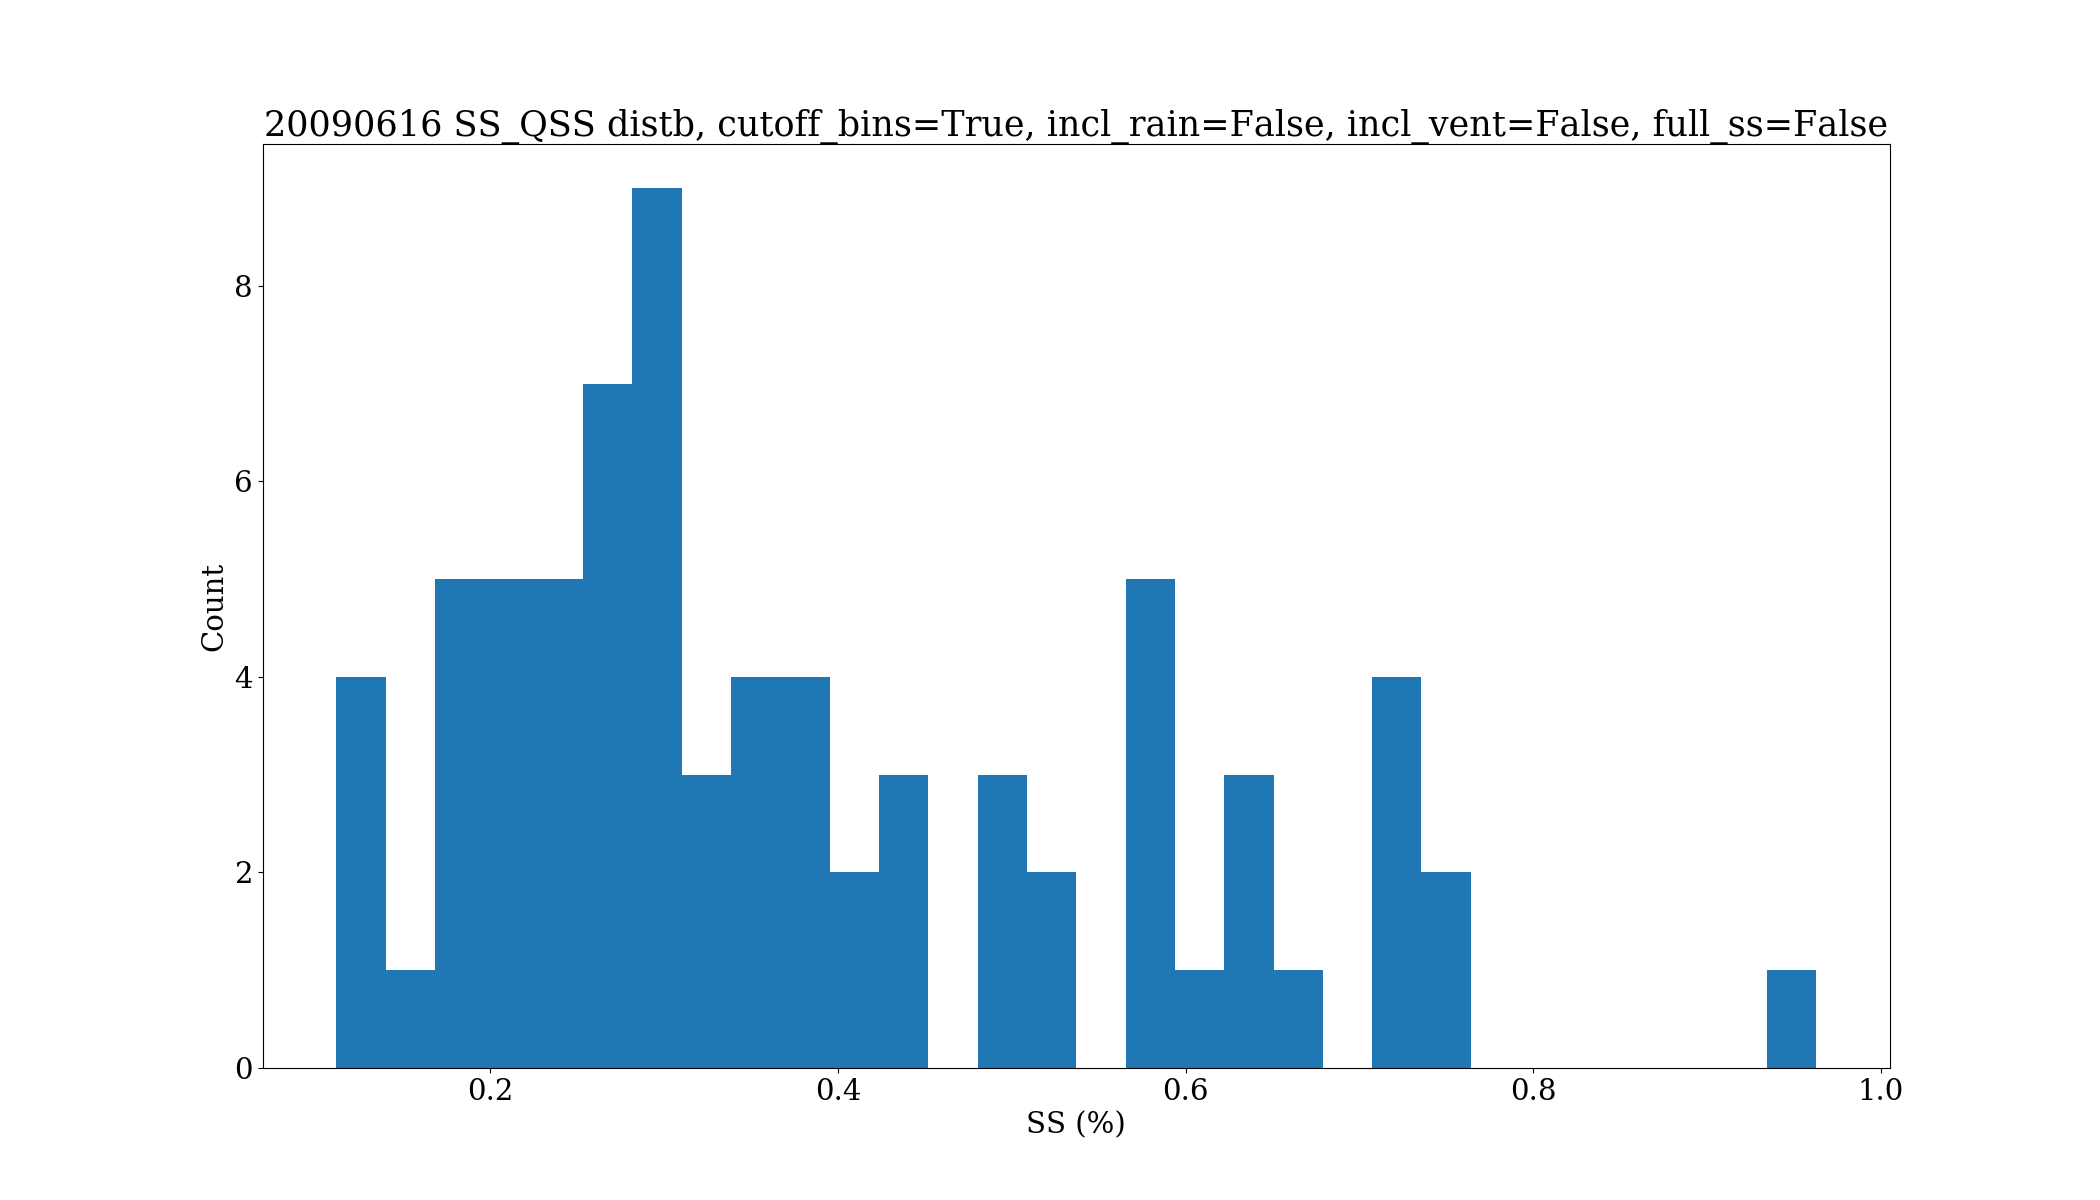 20090616 SS_QSS distb, cutoff_bins=True, incl_rain=False, incl_vent=False, full_ss=False
8
6
4
2
0
Count
0.2 0.4 0.6 0.8 1.0
SS (%)